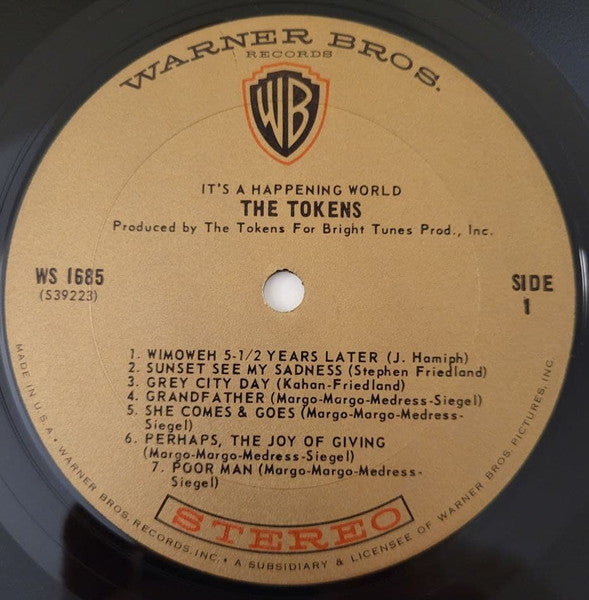 WARNER BROS.
RECORDS
WB
IT'S A HAPPENING WORLD
THE TOKENS
Produced by The Tokens For Bright Tunes Prod., Inc.
WS 1685
(S39223)
SIDE
1
1. WIMOWEH 5-1/2 YEARS LATER (J. Hamiph)
2. SUNSET SEE MY SADNESS (Stephen Friedland)
3. GREY CITY DAY (Kahan-Friedland)
4. GRANDFATHER (Margo-Margo-Medress-Siegel)
5. SHE COMES & GOES (Margo-Margo-Medress-
Siegel)
6. PERHAPS, THE JOY OF GIVING
(Margo-Margo-Medress-Siegel)
7. POOR MAN (Margo-Margo-Medress-
Siegel)
STEREO
MADE IN U.S.A. • WARNER BROS. RECORDS, INC. • A SUBSIDIARY & LICENSEE OF WARNER BROS. PICTURES, INC.